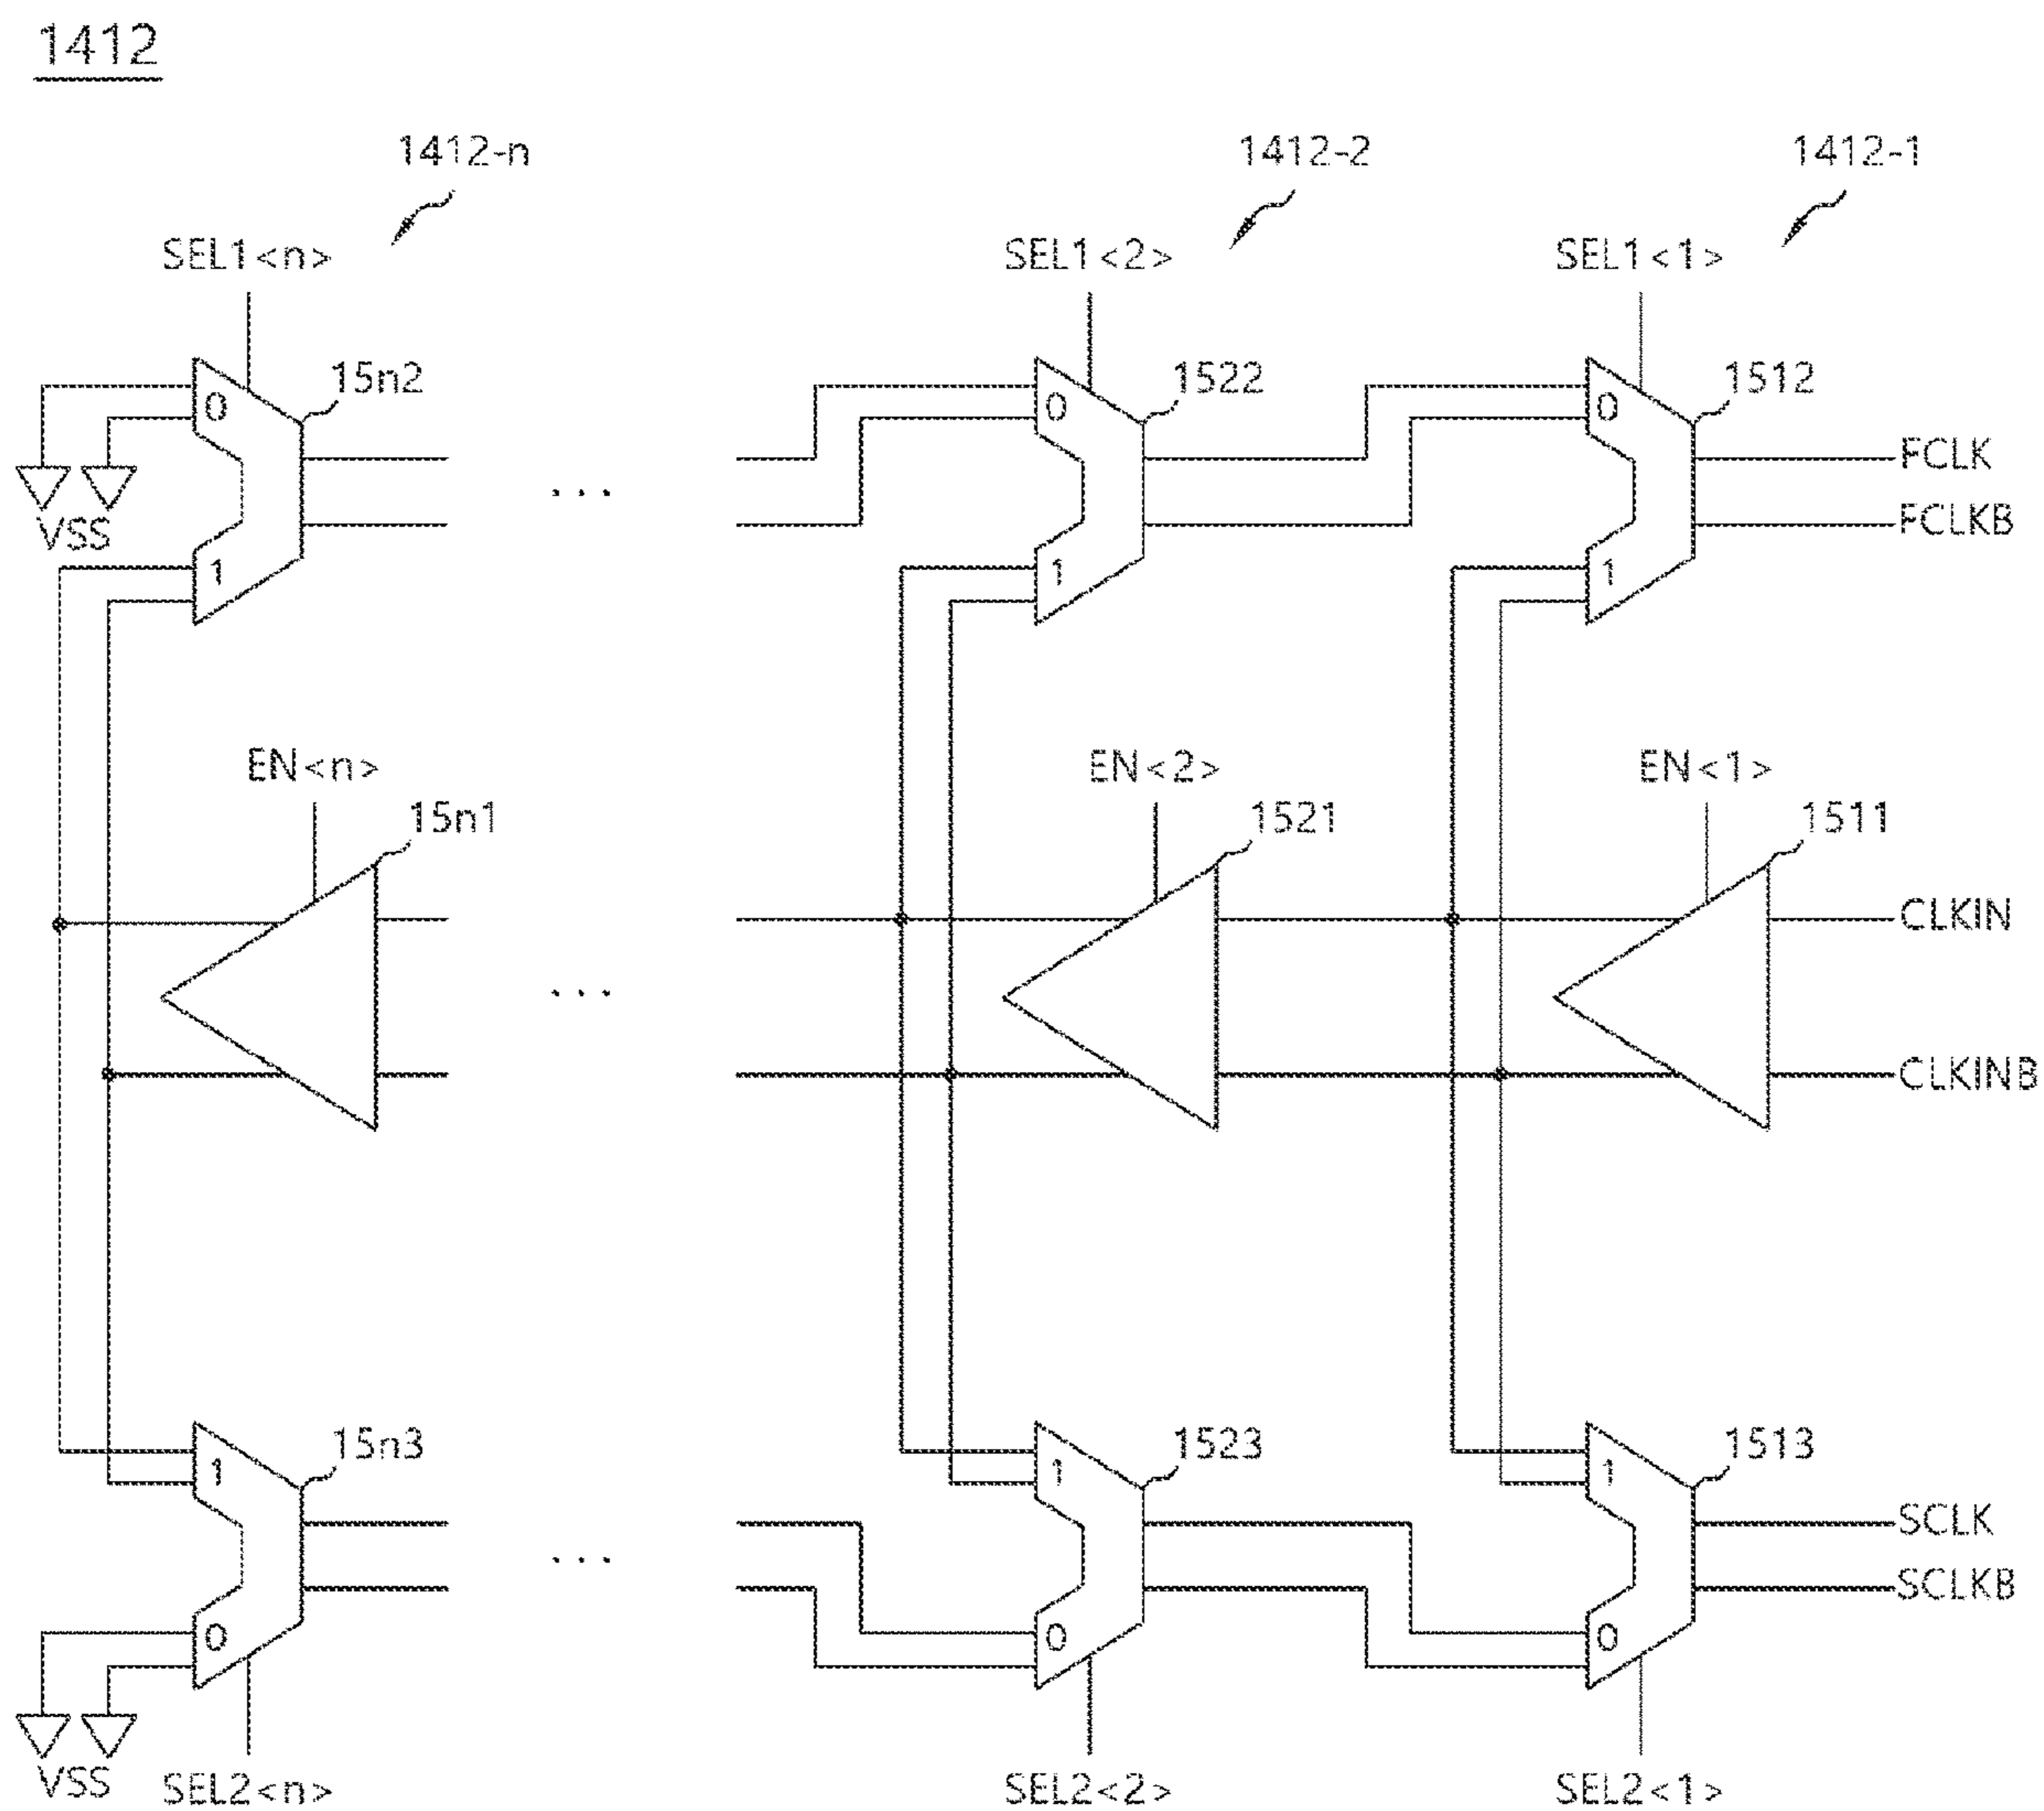 1412
1412-n
1412-2
1412-1
SEL1<n>
SEL1<2>
SEL1<1>
15n2
1522
1512
0
0
0
FCLK
...
VSS
FCLKB
1
1
1
EN<n>
EN<2>
EN<1>
15n1
1521
1511
CLKIN
...
CLKINB
15n3
1523
1513
1
1
1
SCLK
...
SCLKB
0
0
0
VSS
SEL2<n>
SEL2<2>
SEL2<1>